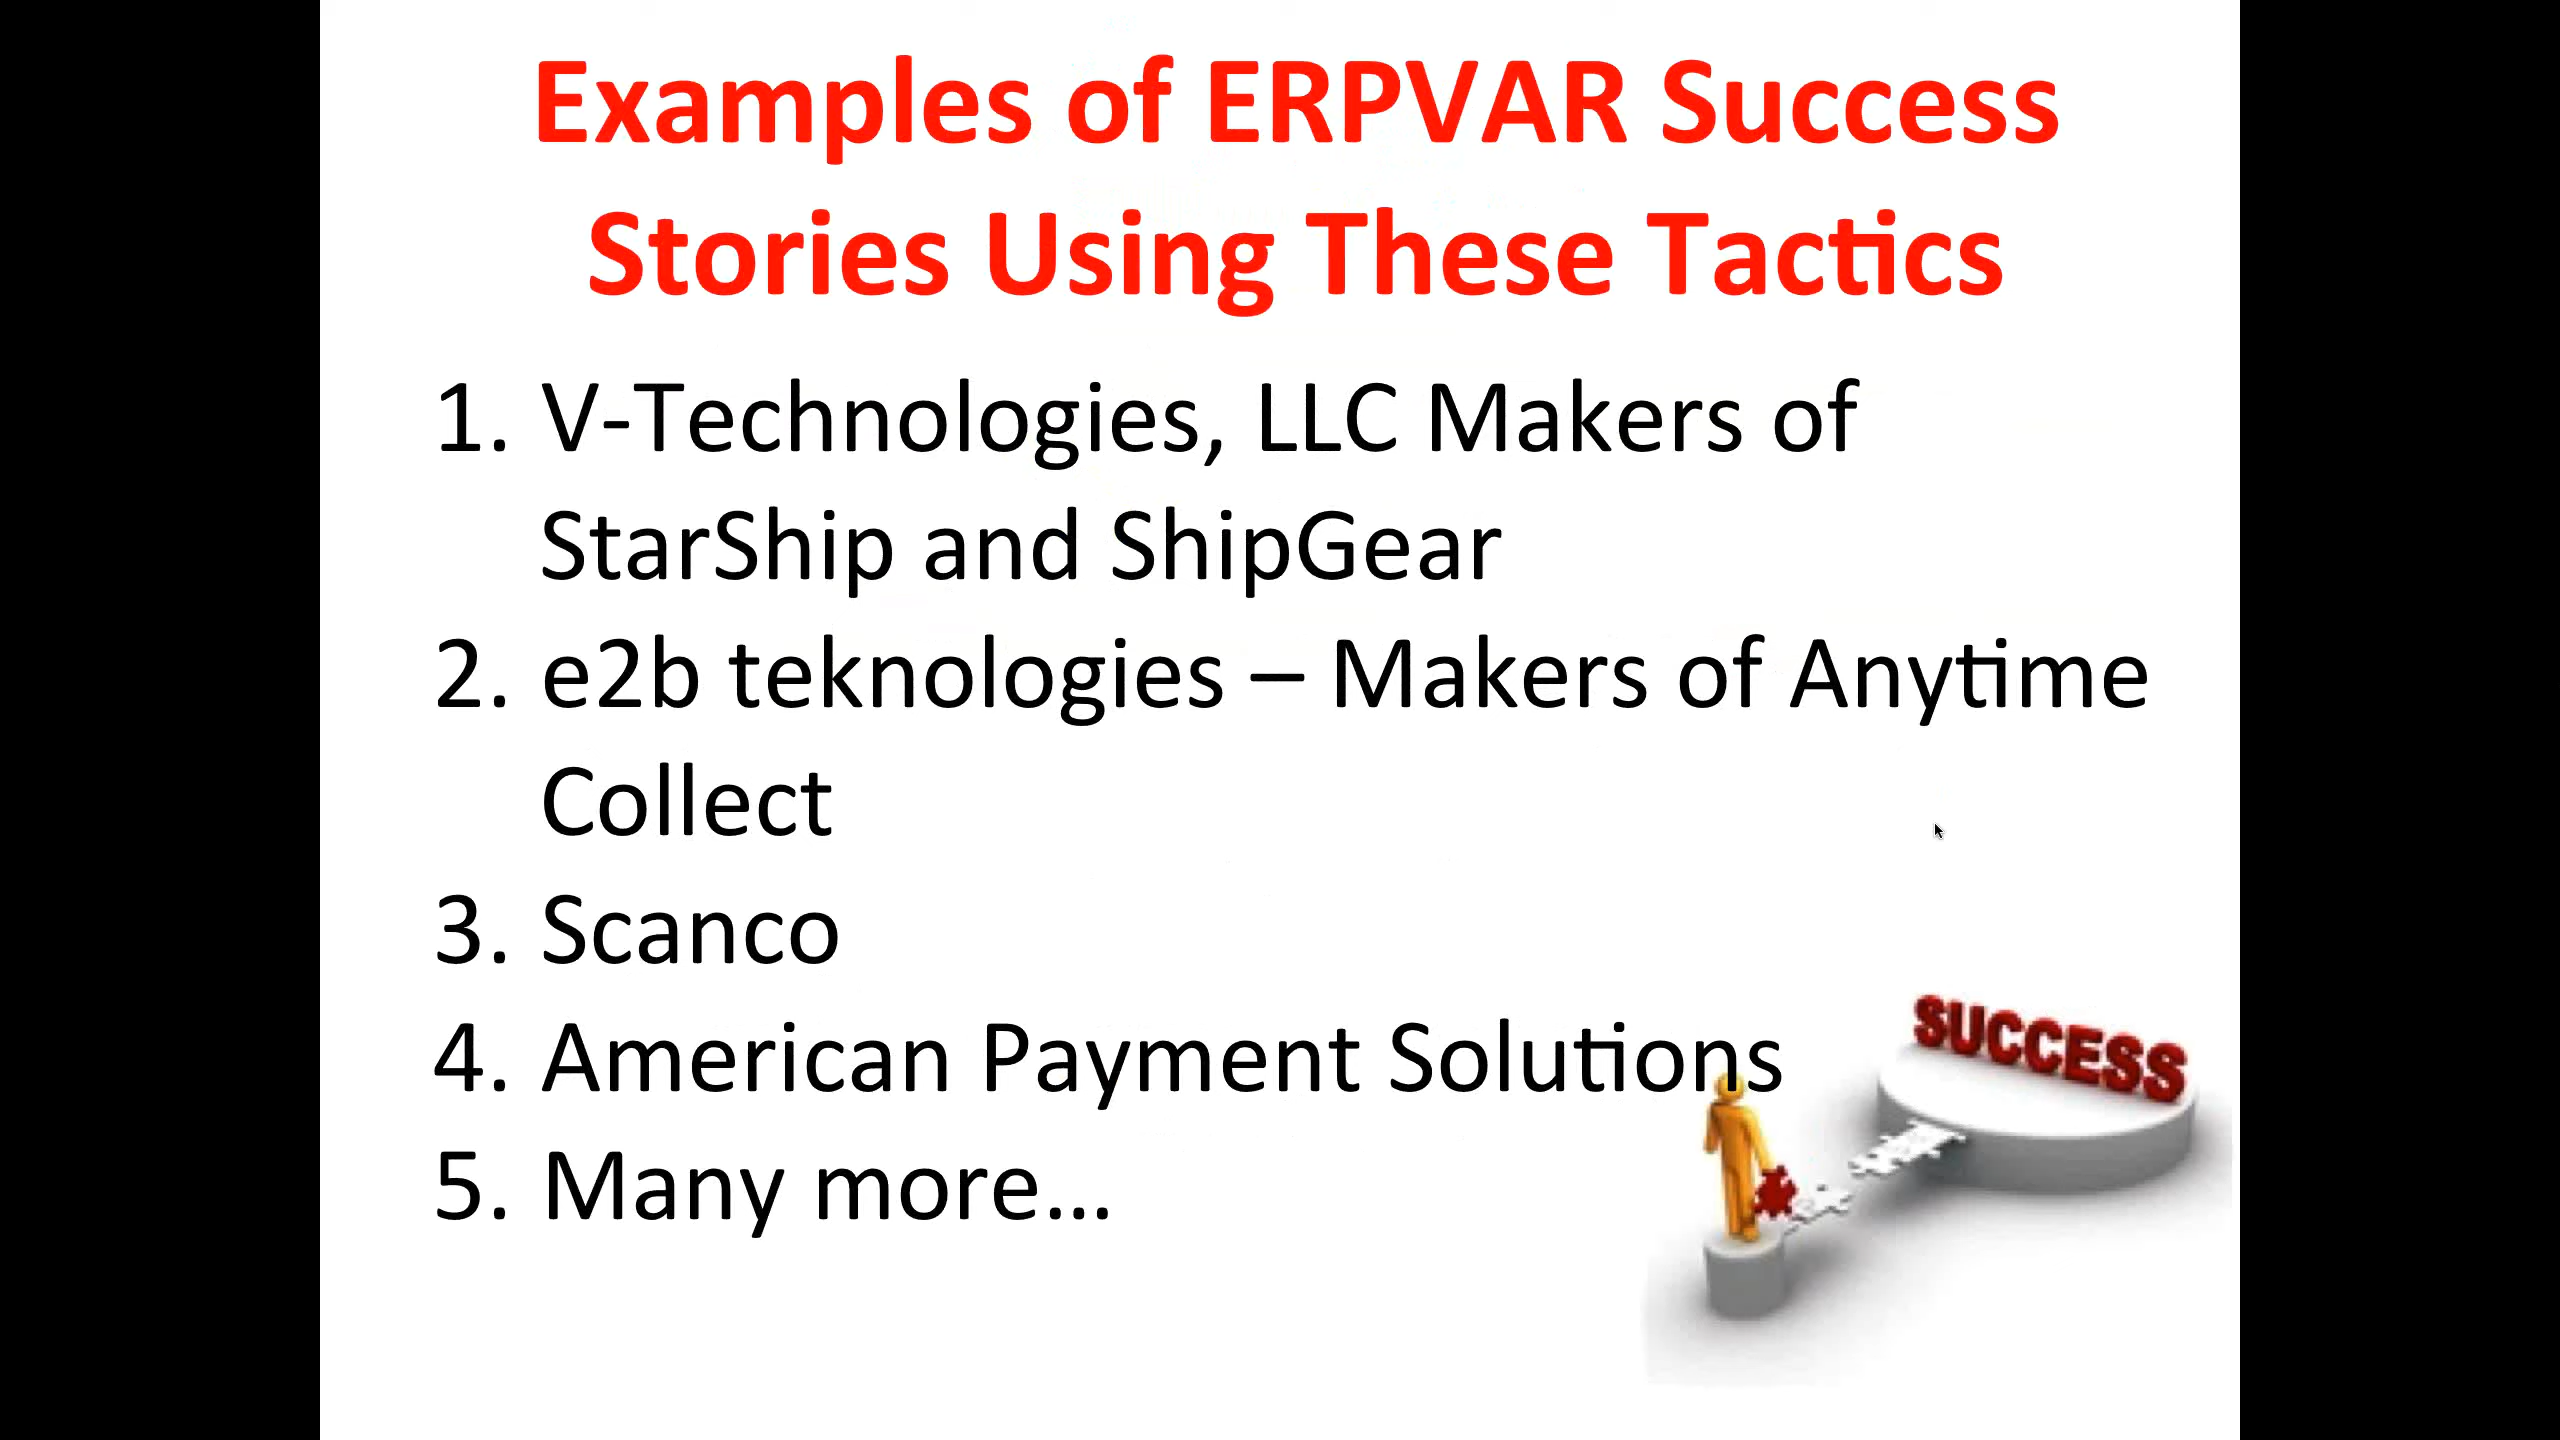 Examples of ERPVAR Success
Stories Using These Tactics
1. V-Technologies, LLC Makers of
StarShip and ShipGear
2. e2b teknologies – Makers of Anytime
Collect
3. Scanco
4. American Payment Solutions
5. Many more...
SUCCESS